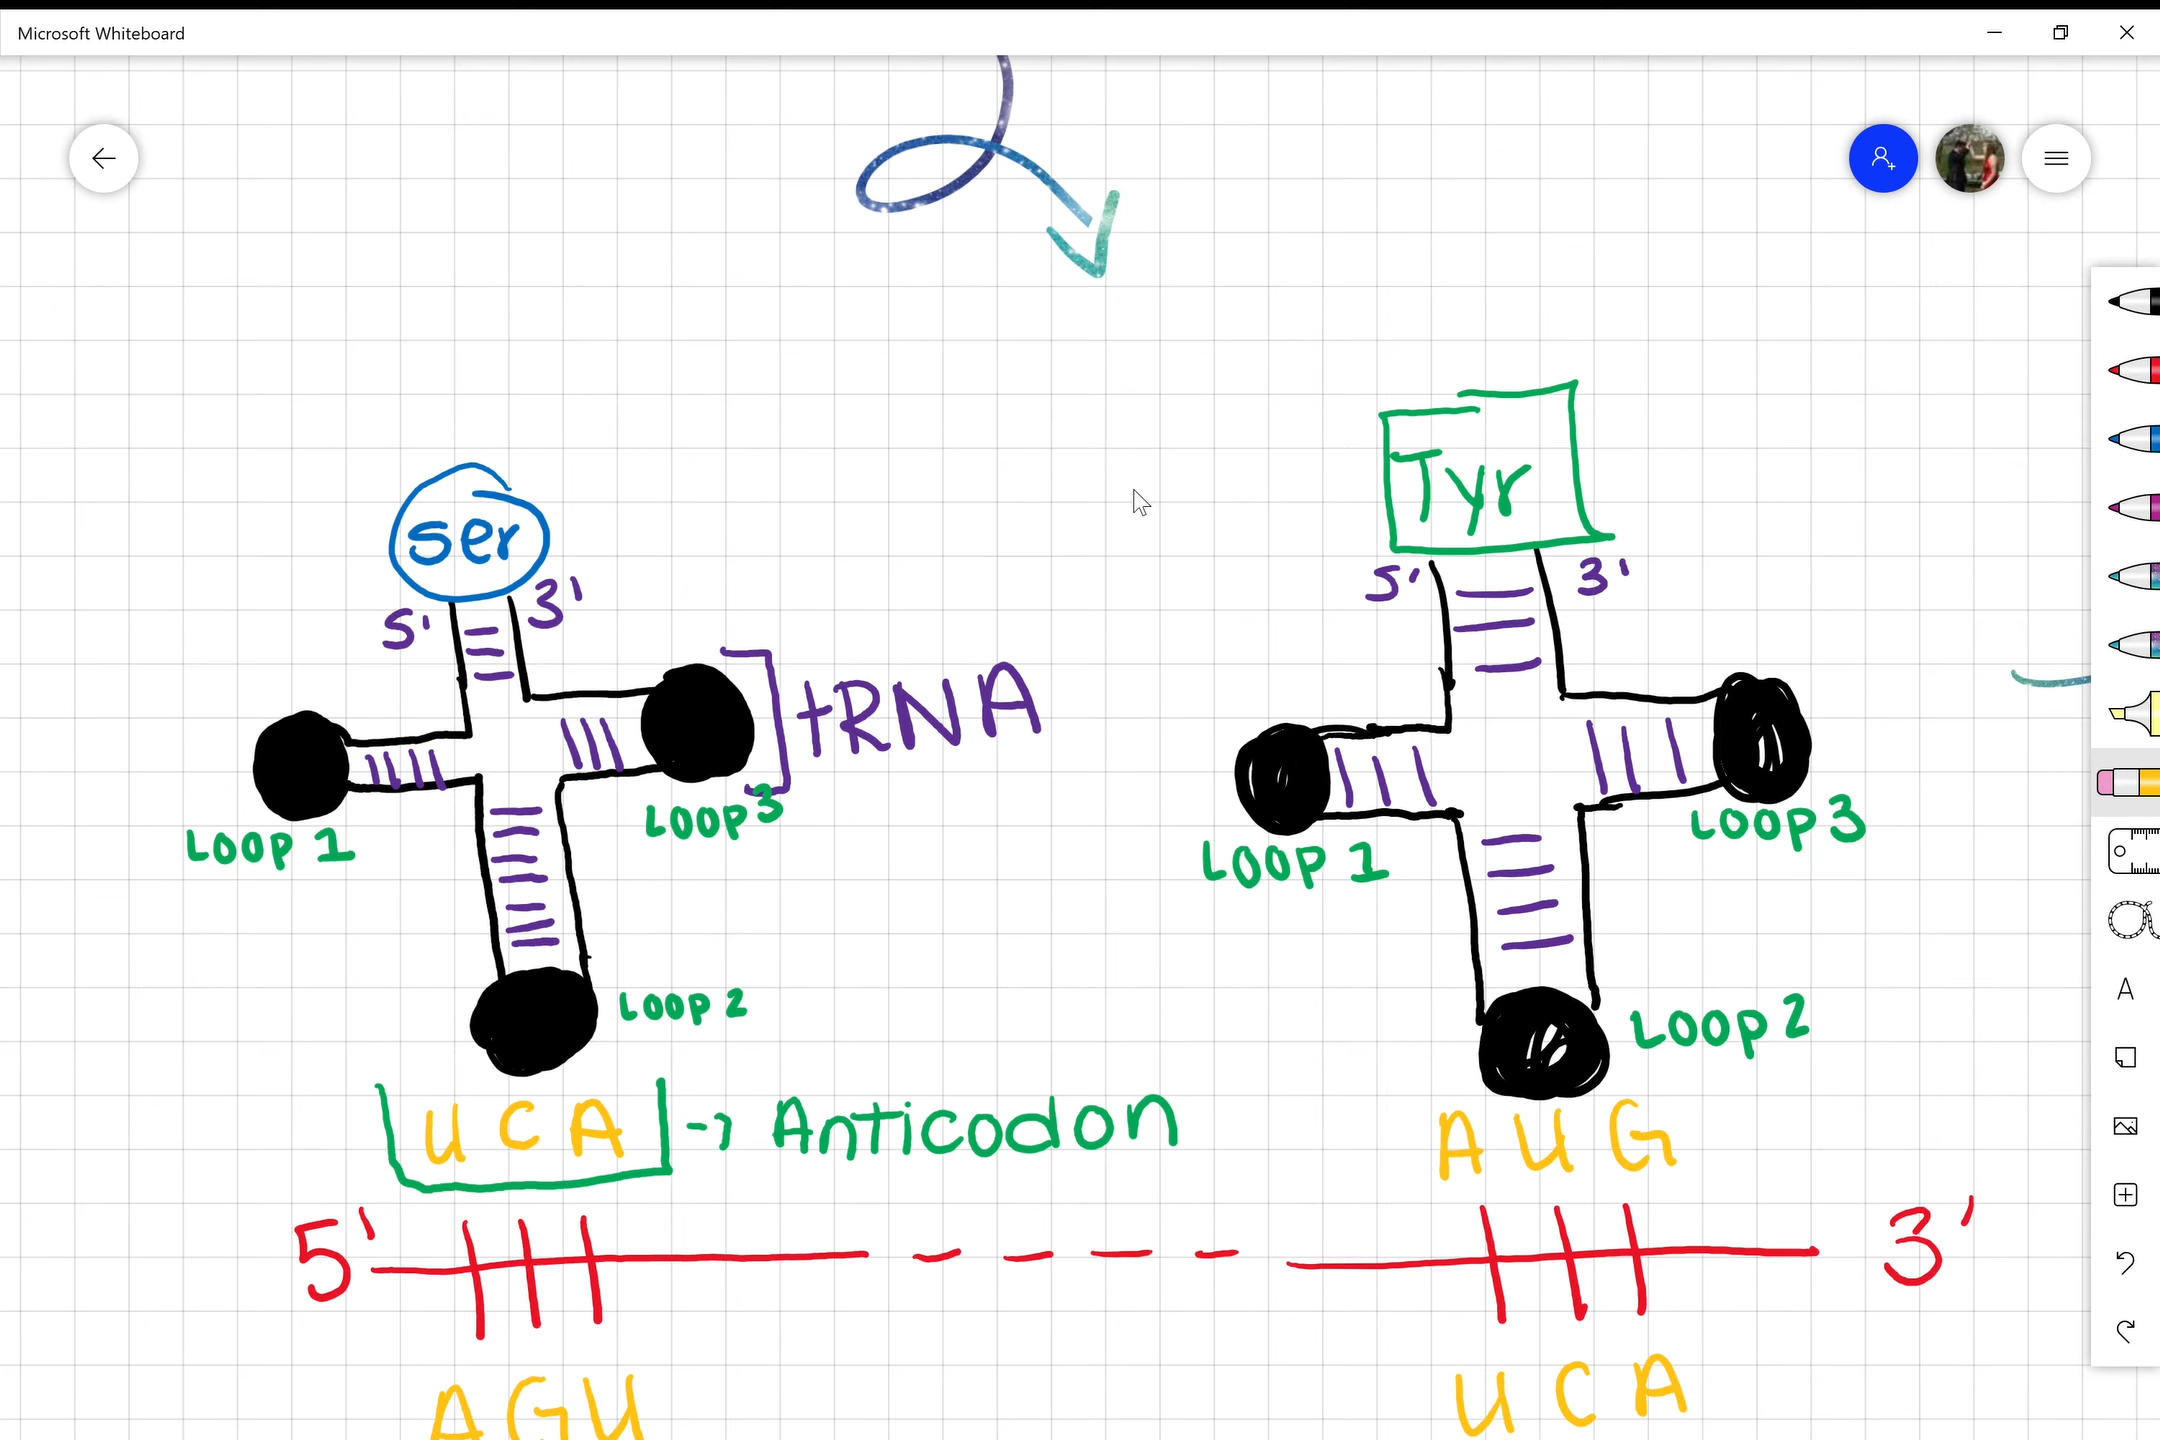 Microsoft Whiteboard
Tyr
ser
5' 3'
5' 3'
tRNA
LOOP 1
LOOP 3
LOOP 1
LOOP 3
LOOP 2
LOOP 2
UCA -> Anticodon
AUG
5' 3'
AGU
UCA
A